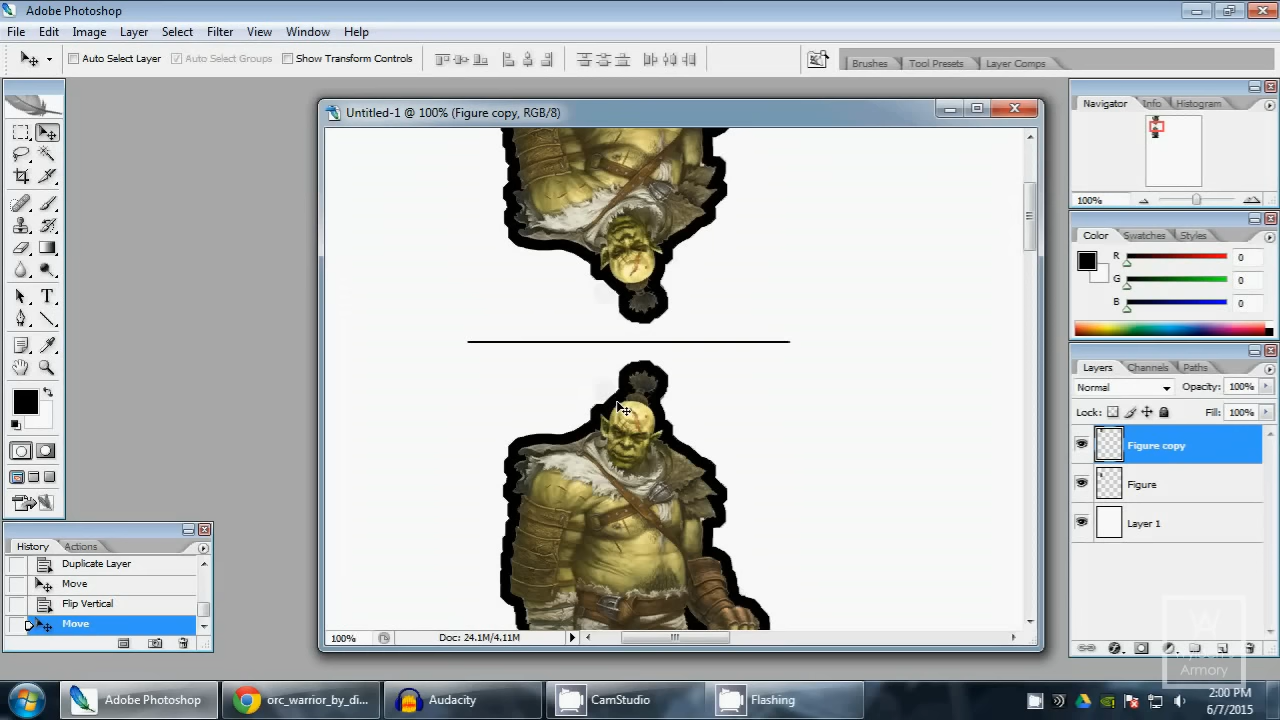 Adobe Photoshop
File Edit Image Layer Select Filter View Window Help
Auto Select Layer Auto Select Groups Show Transform Controls
Brushes Tool Presets Layer Comps
Untitled-1 @ 100% (Figure copy, RGB/8)
Navigator Info Histogram
100%
Color Swatches Styles
R 0
G 0
B 0
Layers Channels Paths
Normal Opacity: 100%
Lock: Fill: 100%
Figure copy
Figure
Layer 1
History Actions
Duplicate Layer
Move
Flip Vertical
Move
100% Doc: 24.1M/4.11M
Armory
Adobe Photoshop orc_warrior_by_di... Audacity CamStudio Flashing
2:00 PM
6/7/2015